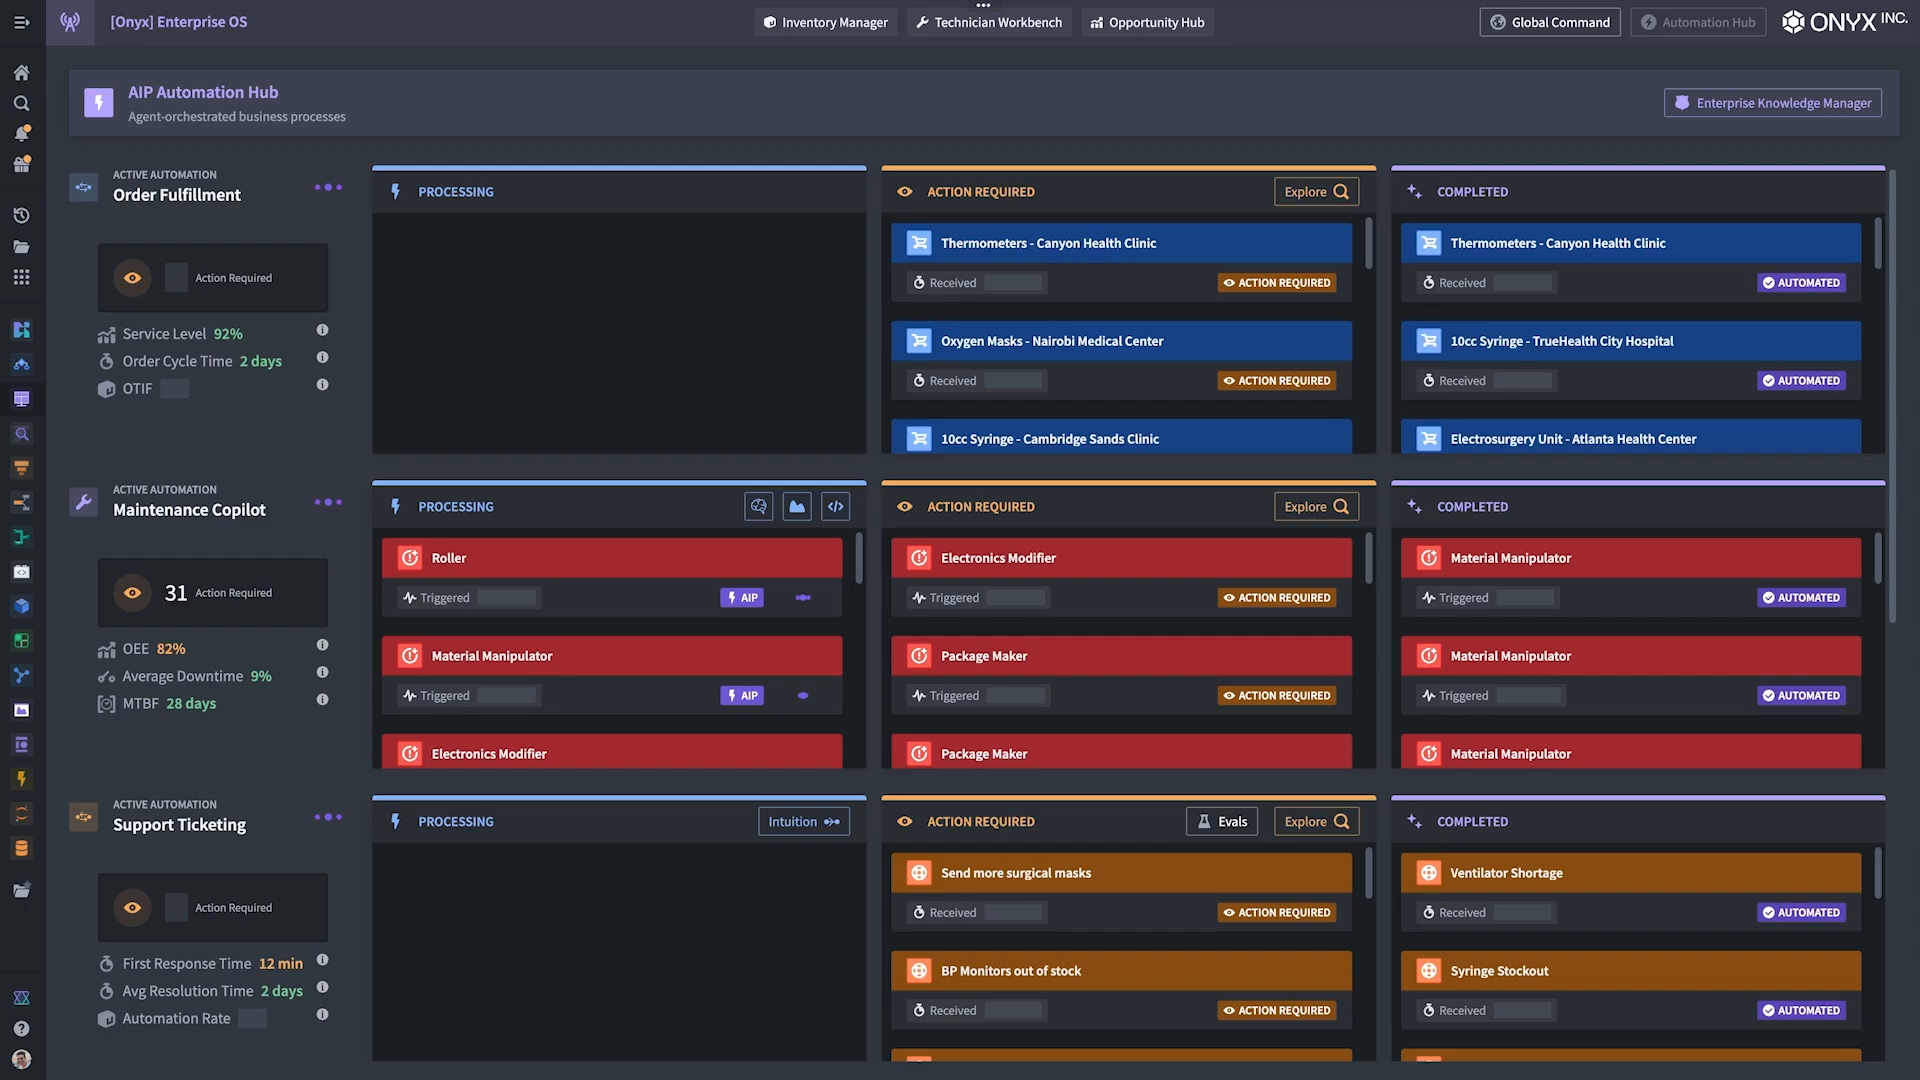 [Onyx] Enterprise OS
Inventory Manager
Technician Workbench
Opportunity Hub
Global Command
Automation Hub
ONYX INC.
AIP Automation Hub
Agent-orchestrated business processes
Enterprise Knowledge Manager
ACTIVE AUTOMATION
Order Fulfillment
Action Required
Service Level 92%
Order Cycle Time 2 days
OTIF
PROCESSING
ACTION REQUIRED
Explore
Thermometers - Canyon Health Clinic
Received
ACTION REQUIRED
Oxygen Masks - Nairobi Medical Center
Received
ACTION REQUIRED
10cc Syringe - Cambridge Sands Clinic
COMPLETED
Thermometers - Canyon Health Clinic
Received
AUTOMATED
10cc Syringe - TrueHealth City Hospital
Received
AUTOMATED
Electrosurgery Unit - Atlanta Health Center
ACTIVE AUTOMATION
Maintenance Copilot
31 Action Required
OEE 82%
Average Downtime 9%
MTBF 28 days
PROCESSING
Roller
Triggered
AIP
Material Manipulator
Triggered
AIP
Electronics Modifier
ACTION REQUIRED
Explore
Electronics Modifier
Triggered
ACTION REQUIRED
Package Maker
Triggered
ACTION REQUIRED
Package Maker
COMPLETED
Material Manipulator
Triggered
AUTOMATED
Material Manipulator
Triggered
AUTOMATED
Material Manipulator
ACTIVE AUTOMATION
Support Ticketing
Action Required
First Response Time 12 min
Avg Resolution Time 2 days
Automation Rate
PROCESSING
Intuition
ACTION REQUIRED
Evals
Explore
Send more surgical masks
Received
ACTION REQUIRED
BP Monitors out of stock
Received
ACTION REQUIRED
COMPLETED
Ventilator Shortage
Received
AUTOMATED
Syringe Stockout
Received
AUTOMATED